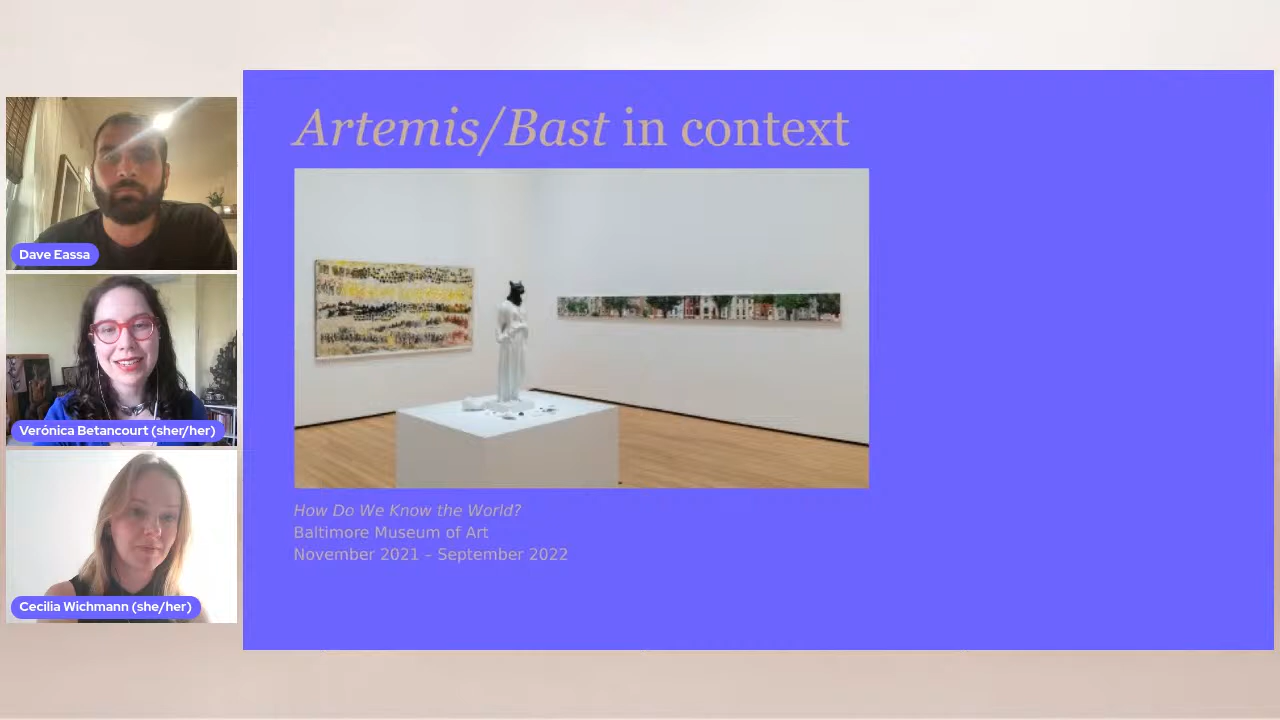 Artemis/Bast in context
Dave Eassa
Verónica Betancourt (sher/her)
Cecilia Wichmann (she/her)
How Do We Know the World?
Baltimore Museum of Art
November 2021 – September 2022